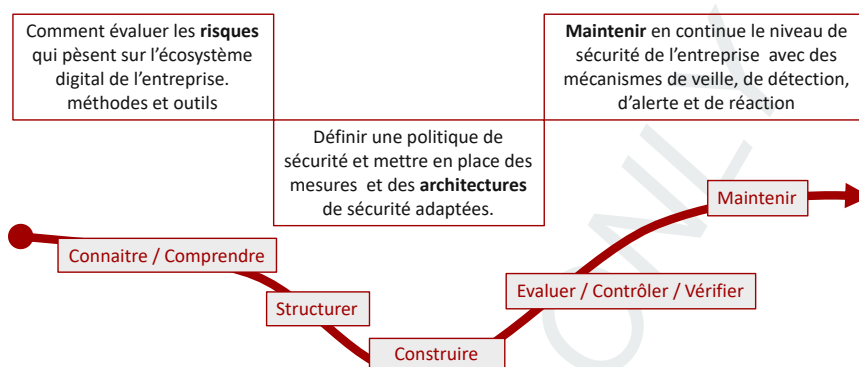 Comment évaluer les risques
qui pèsent sur l’écosystème
digital de l’entreprise.
méthodes et outils
Maintenir en continue le niveau de
sécurité de l’entreprise avec des
mécanismes de veille, de détection,
d’alerte et de réaction
Définir une politique de
sécurité et mettre en place des
mesures et des architectures
de sécurité adaptées.
Maintenir
Connaitre / Comprendre
Evaluer / Contrôler / Vérifier
Structurer
Construire
ONLY